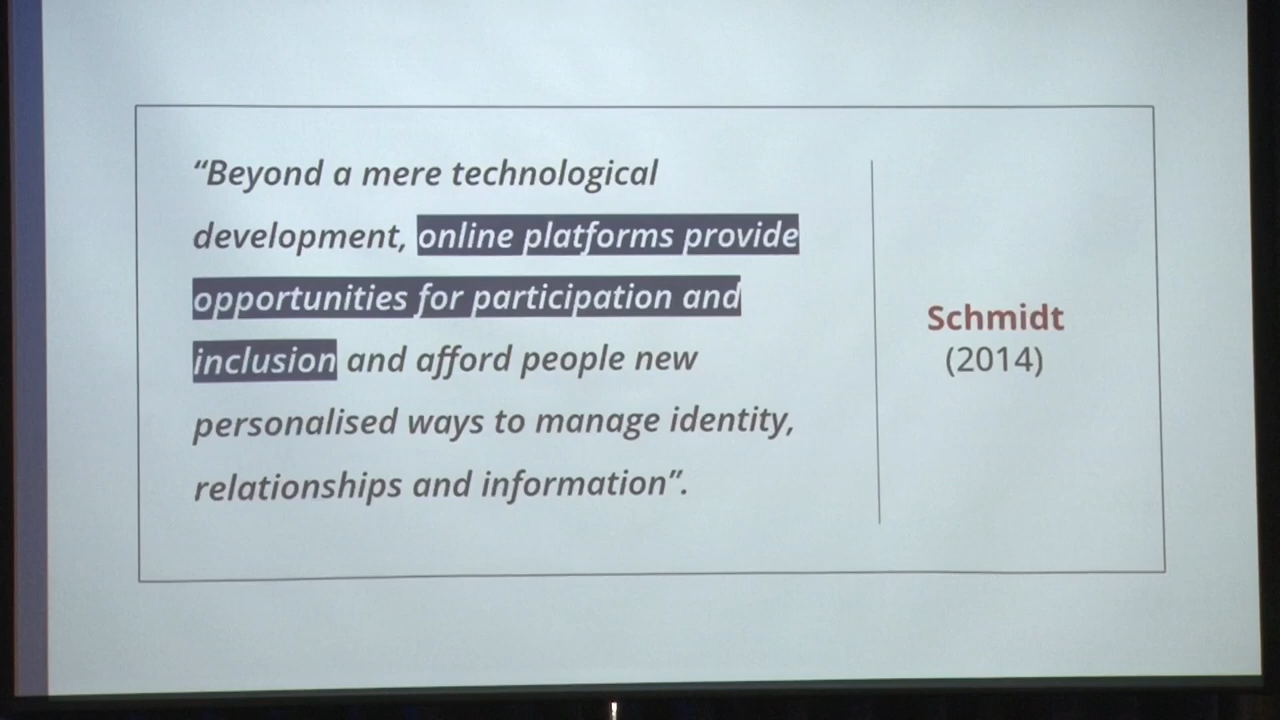 “Beyond a mere technological
development, online platforms provide
opportunities for participation and
inclusion and afford people new
personalised ways to manage identity,
relationships and information”.
Schmidt
(2014)